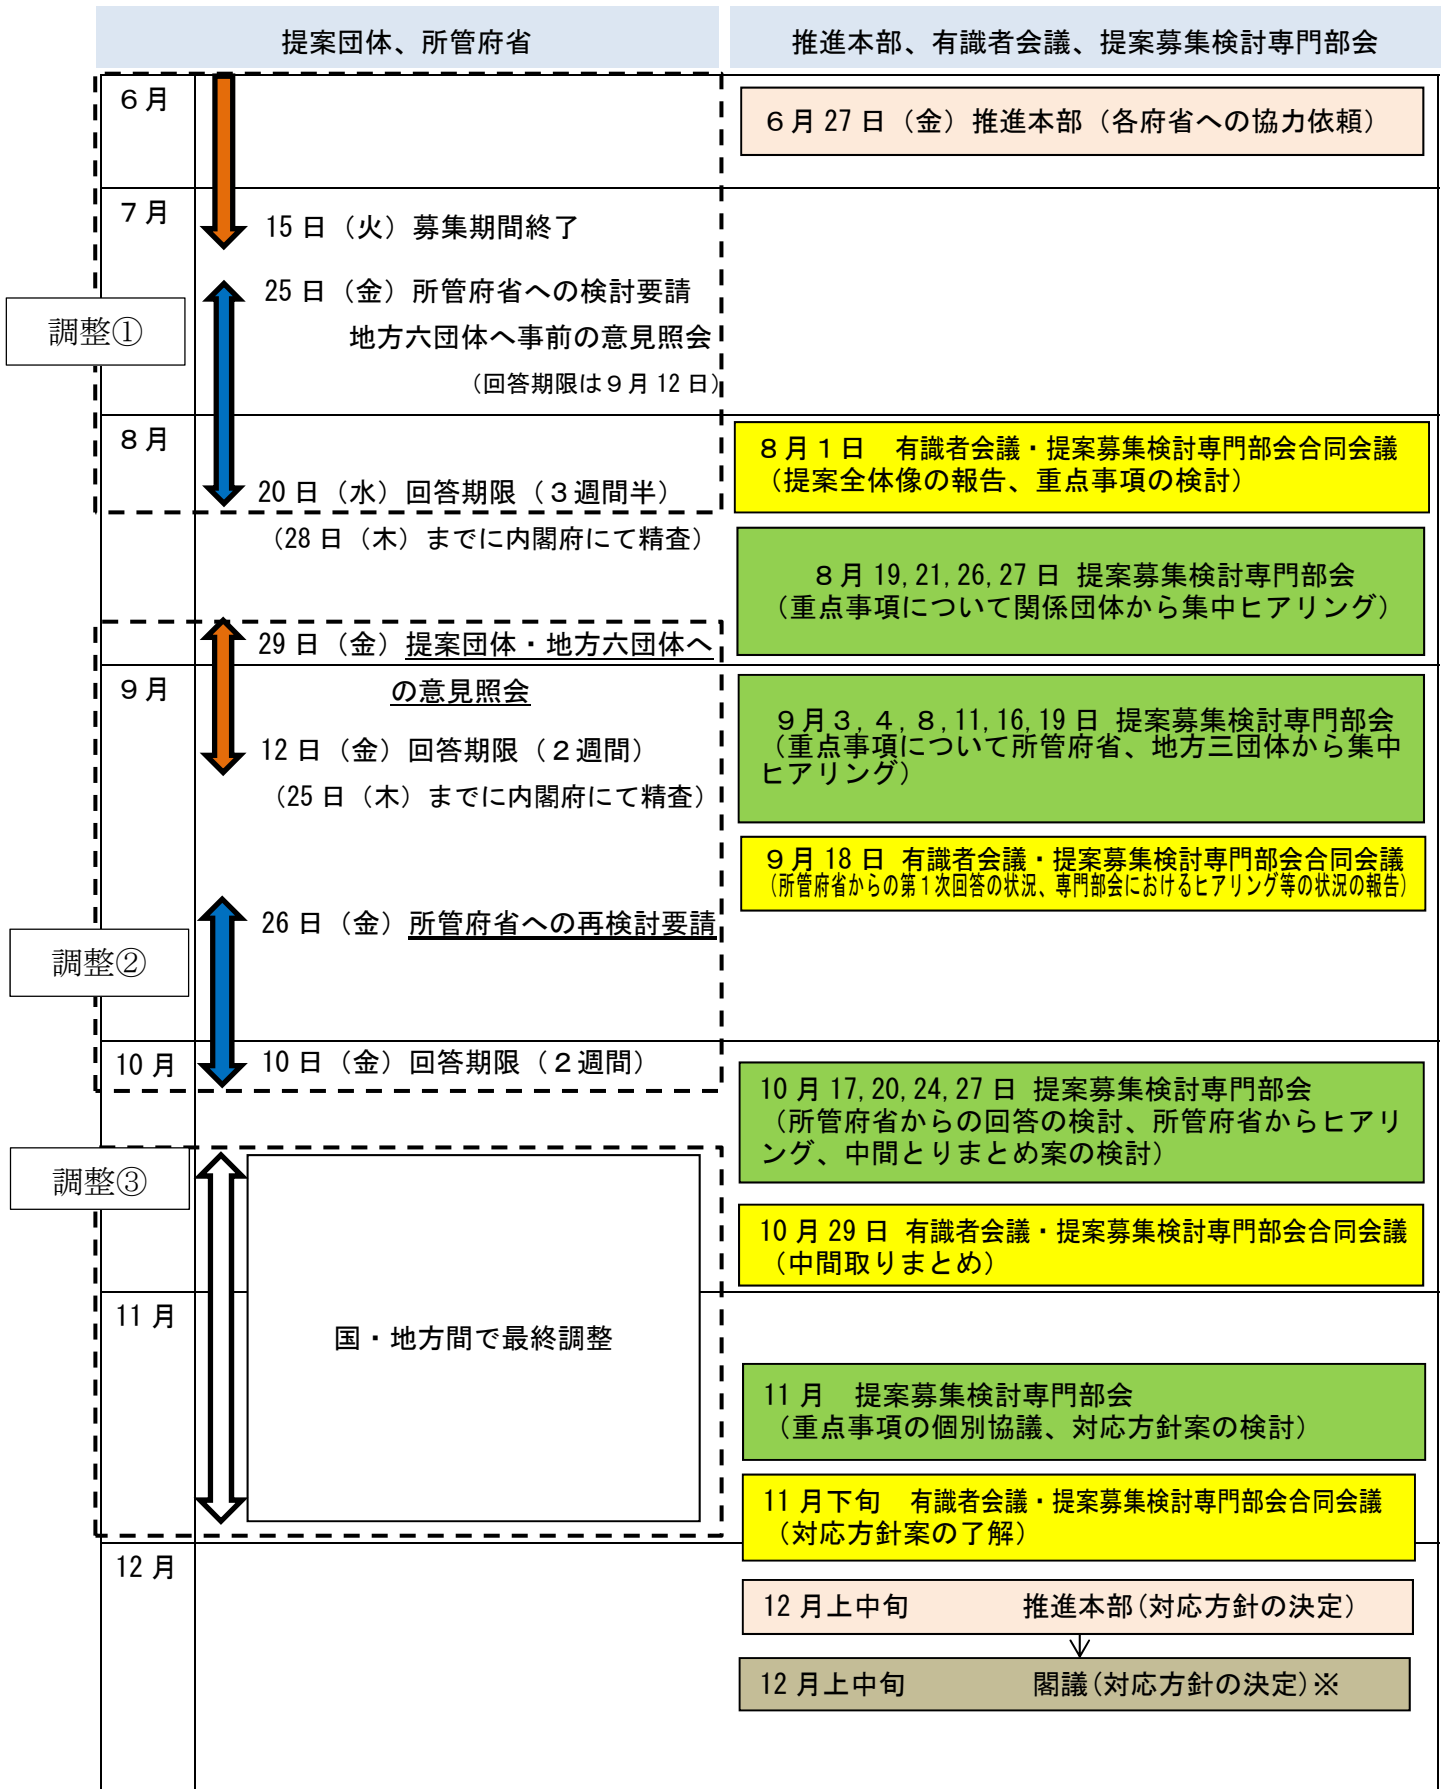 提案団体、所管府省
推進本部、有識者会議、提案募集検討専門部会
６月
６月 27 日（金）推進本部（各府省への協力依頼）
７月
15 日（火）募集期間終了
25 日（金）所管府省への検討要請
地方六団体へ事前の意見照会
（回答期限は９月 12 日）
調整①
８月
20 日（水）回答期限（３週間半）
（28 日（木）までに内閣府にて精査）
８月１日　有識者会議・提案募集検討専門部会合同会議
（提案全体像の報告、重点事項の検討）
８月 19, 21, 26, 27 日 提案募集検討専門部会
（重点事項について関係団体から集中ヒアリング）
29 日（金）提案団体・地方六団体へ
の意見照会
９月
12 日（金）回答期限（２週間）
（25 日（木）までに内閣府にて精査）
９月３, ４, ８, 11, 16, 19 日 提案募集検討専門部会
（重点事項について所管府省、地方三団体から集中
ヒアリング）
９月 18 日 有識者会議・提案募集検討専門部会合同会議
（所管府省からの第１次回答の状況、専門部会におけるヒアリング等の状況の報告）
26 日（金）所管府省への再検討要請
調整②
10 月
10 日（金）回答期限（２週間）
10 月 17, 20, 24, 27 日 提案募集検討専門部会
（所管府省からの回答の検討、所管府省からヒアリ
ング、中間とりまとめ案の検討）
調整③
10 月 29 日 有識者会議・提案募集検討専門部会合同会議
（中間取りまとめ）
11 月
国・地方間で最終調整
11 月　提案募集検討専門部会
（重点事項の個別協議、対応方針案の検討）
11 月下旬　有識者会議・提案募集検討専門部会合同会議
（対応方針案の了解）
12 月
12 月上中旬　推進本部（対応方針の決定）
12 月上中旬　閣議（対応方針の決定）※